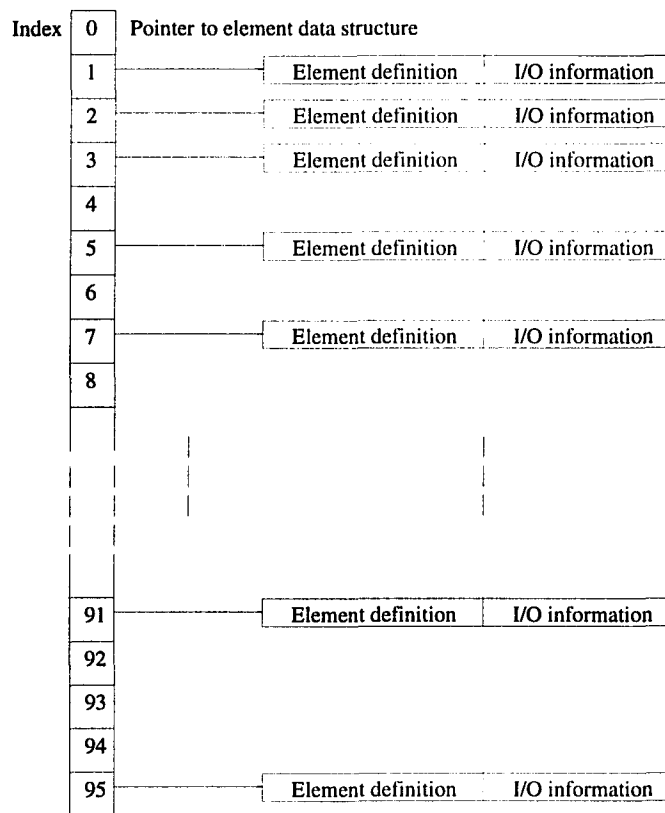 Index 0 Pointer to element data structure
1 Element definition I/O information
2 Element definition I/O information
3 Element definition I/O information
4
5 Element definition I/O information
6
7 Element definition I/O information
8
91 Element definition I/O information
92
93
94
95 Element definition I/O information